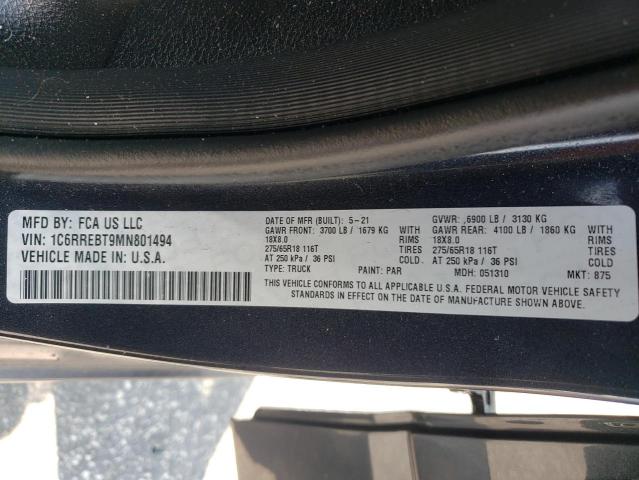 MFD BY: FCA US LLC
VIN: 1C6RREBT9MN801494
VEHICLE MADE IN: U.S.A.
DATE OF MFR (BUILT): 5-21 GVWR: ,6900 LB / 3130 KG
GAWR FRONT: 3700 LB / 1679 KG WITH GAWR REAR: 4100 LB / 1860 KG WITH
18X8.0 RIMS 18X8.0 RIMS
275/65R18 116T TIRES 275/65R18 116T TIRES
AT 250 kPa / 36 PSI COLD AT 250 kPa / 36 PSI COLD.
TYPE: TRUCK PAINT: PAR MDH: 051310 MKT: 875
THIS VEHICLE CONFORMS TO ALL APPLICABLE U.S.A. FEDERAL MOTOR VEHICLE SAFETY
STANDARDS IN EFFECT ON THE DATE OF MANUFACTURE SHOWN ABOVE.